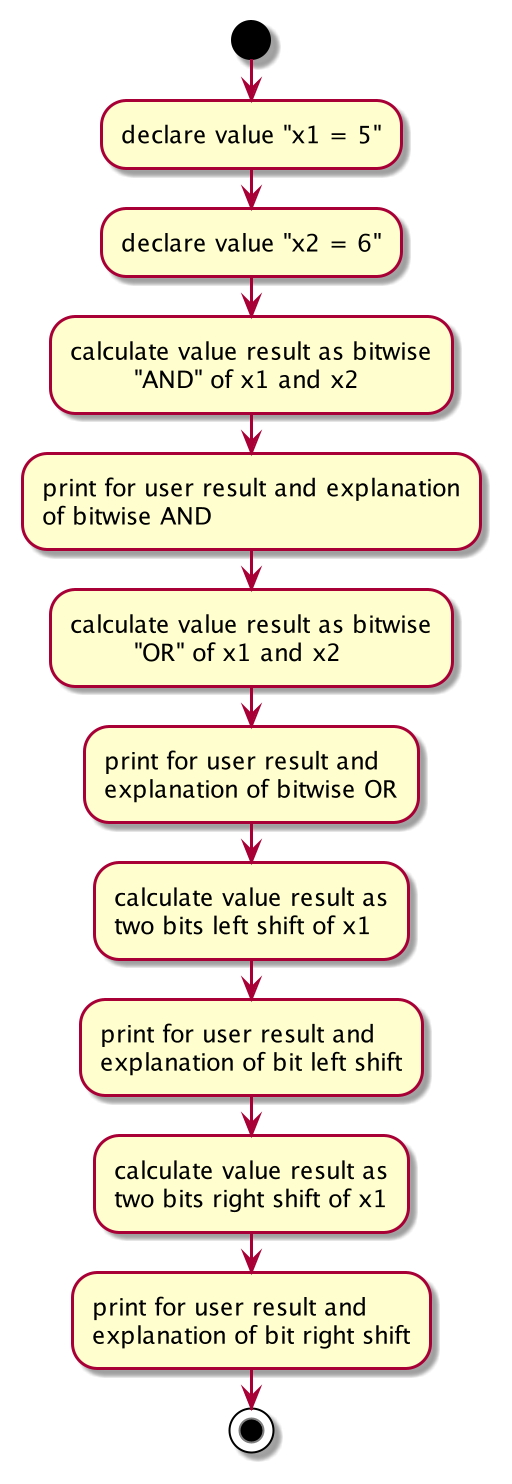 declare value "x1 = 5"
declare value "x2 = 6"
calculate value result as bitwise
"AND" of x1 and x2
print for user result and explanation
of bitwise AND
calculate value result as bitwise
"OR" of x1 and x2
print for user result and
explanation of bitwise OR
calculate value result as
two bits left shift of x1
print for user result and
explanation of bit left shift
calculate value result as
two bits right shift of x1
print for user result and
explanation of bit right shift